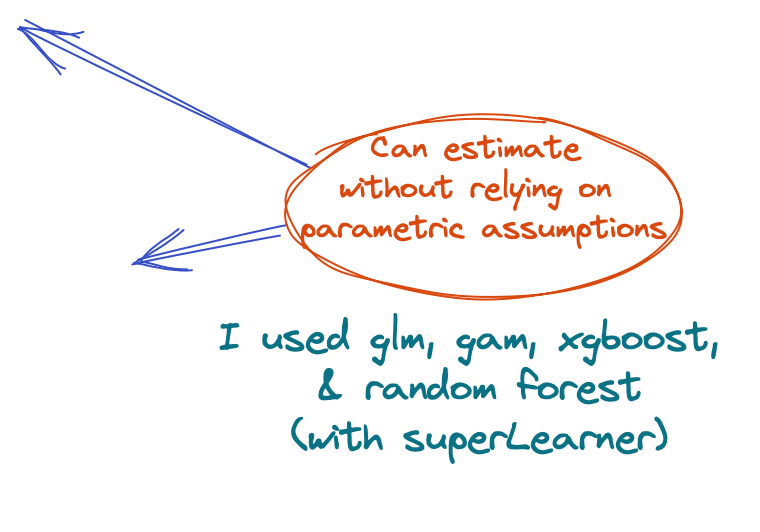 Can estimate
without relying on
parametric assumptions
I used glm, gam, xgboost,
& random forest
(with superLearner)